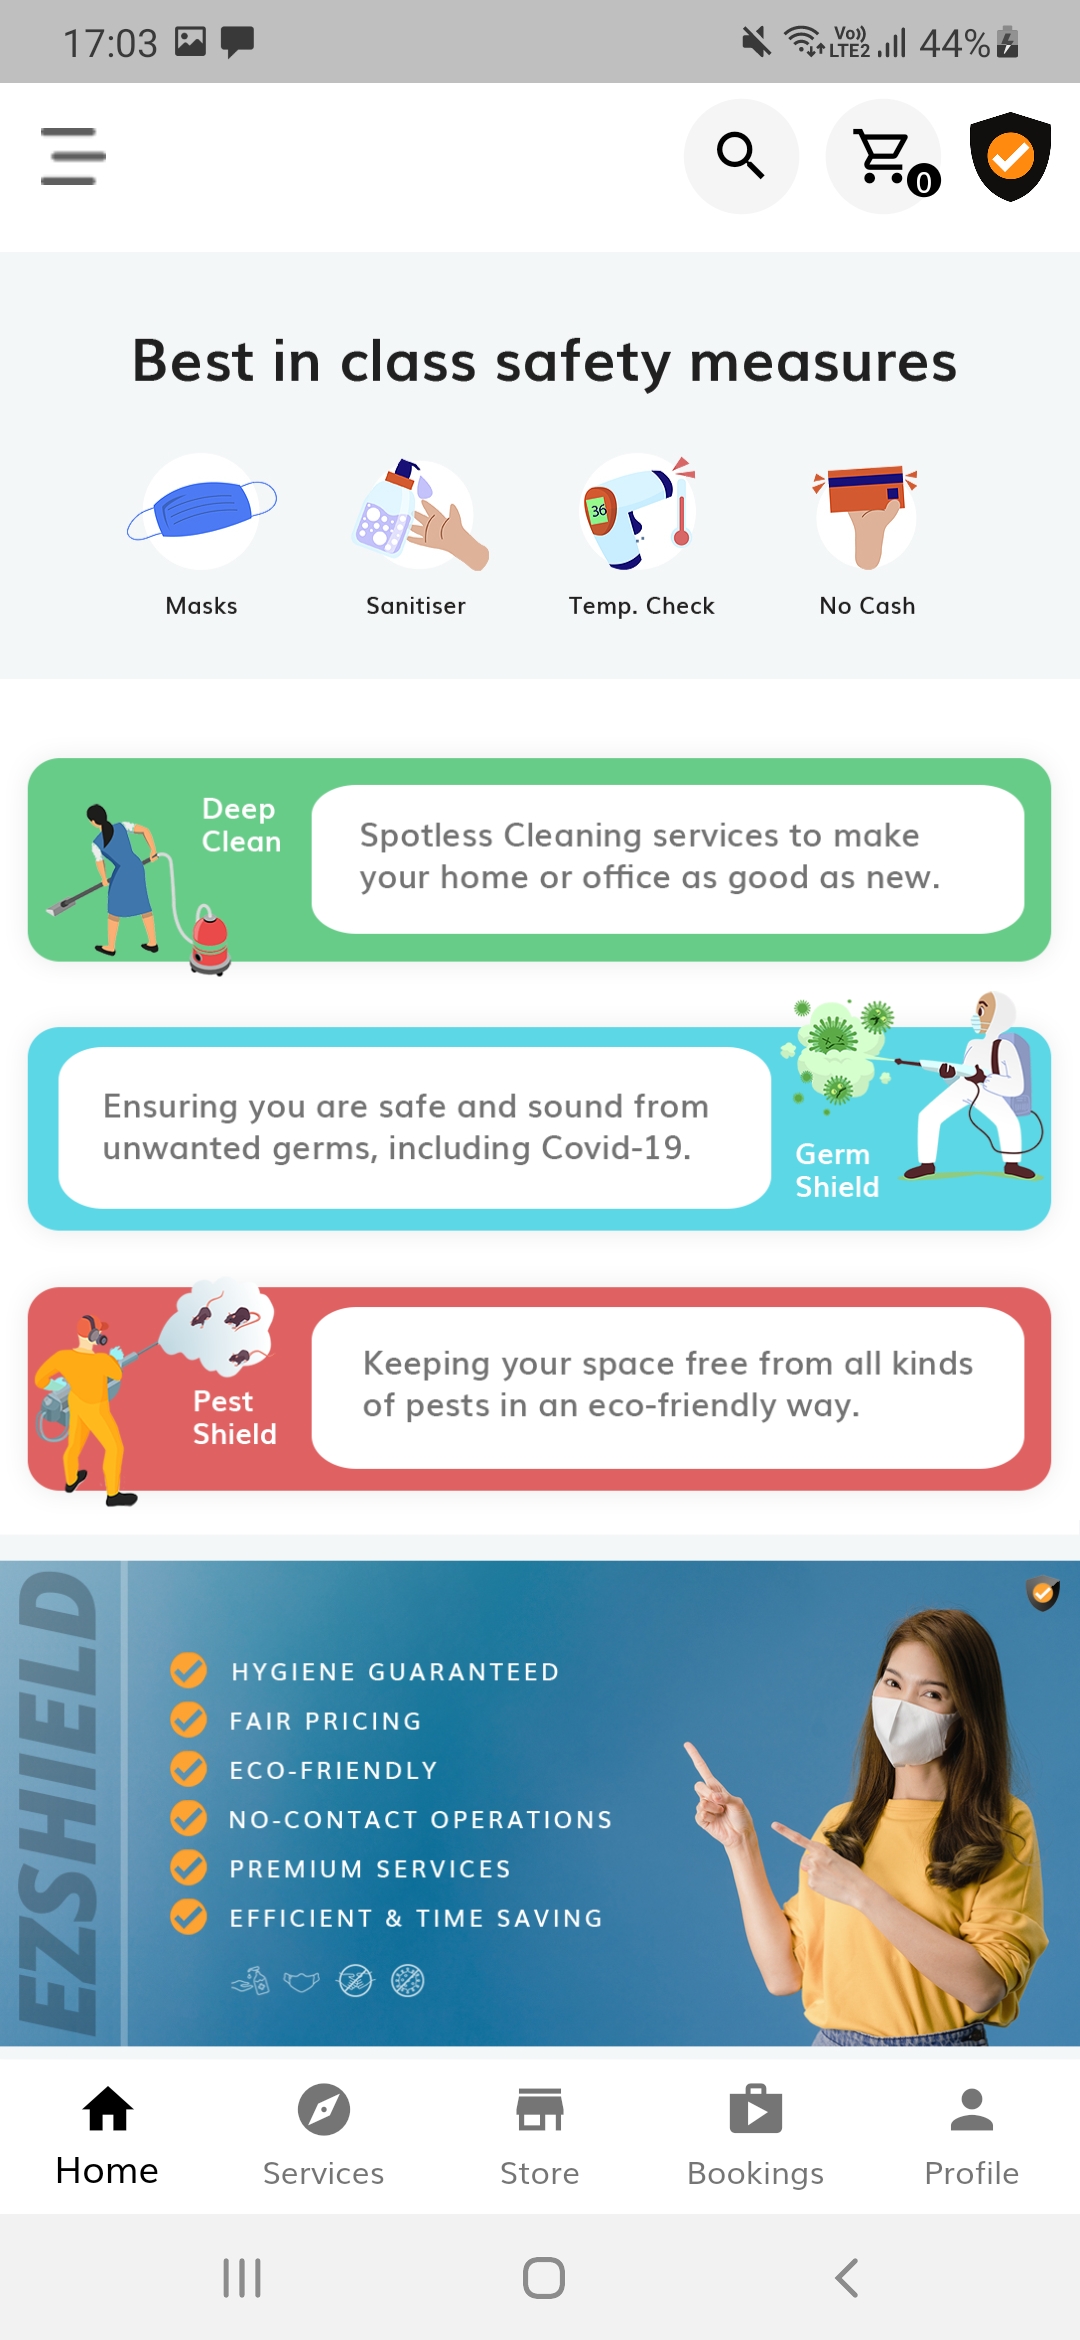 17:03
Vo))
LTE2
44%
0
Best in class safety measures
36
Masks
Sanitiser
Temp. Check
No Cash
Deep
Clean
Spotless Cleaning services to make
your home or office as good as new.
Ensuring you are safe and sound from
unwanted germs, including Covid-19.
Germ
Shield
Pest
Shield
Keeping your space free from all kinds
of pests in an eco-friendly way.
EZSHIELD
HYGIENE GUARANTEED
FAIR PRICING
ECO-FRIENDLY
NO-CONTACT OPERATIONS
PREMIUM SERVICES
EFFICIENT & TIME SAVING
Home
Services
Store
Bookings
Profile